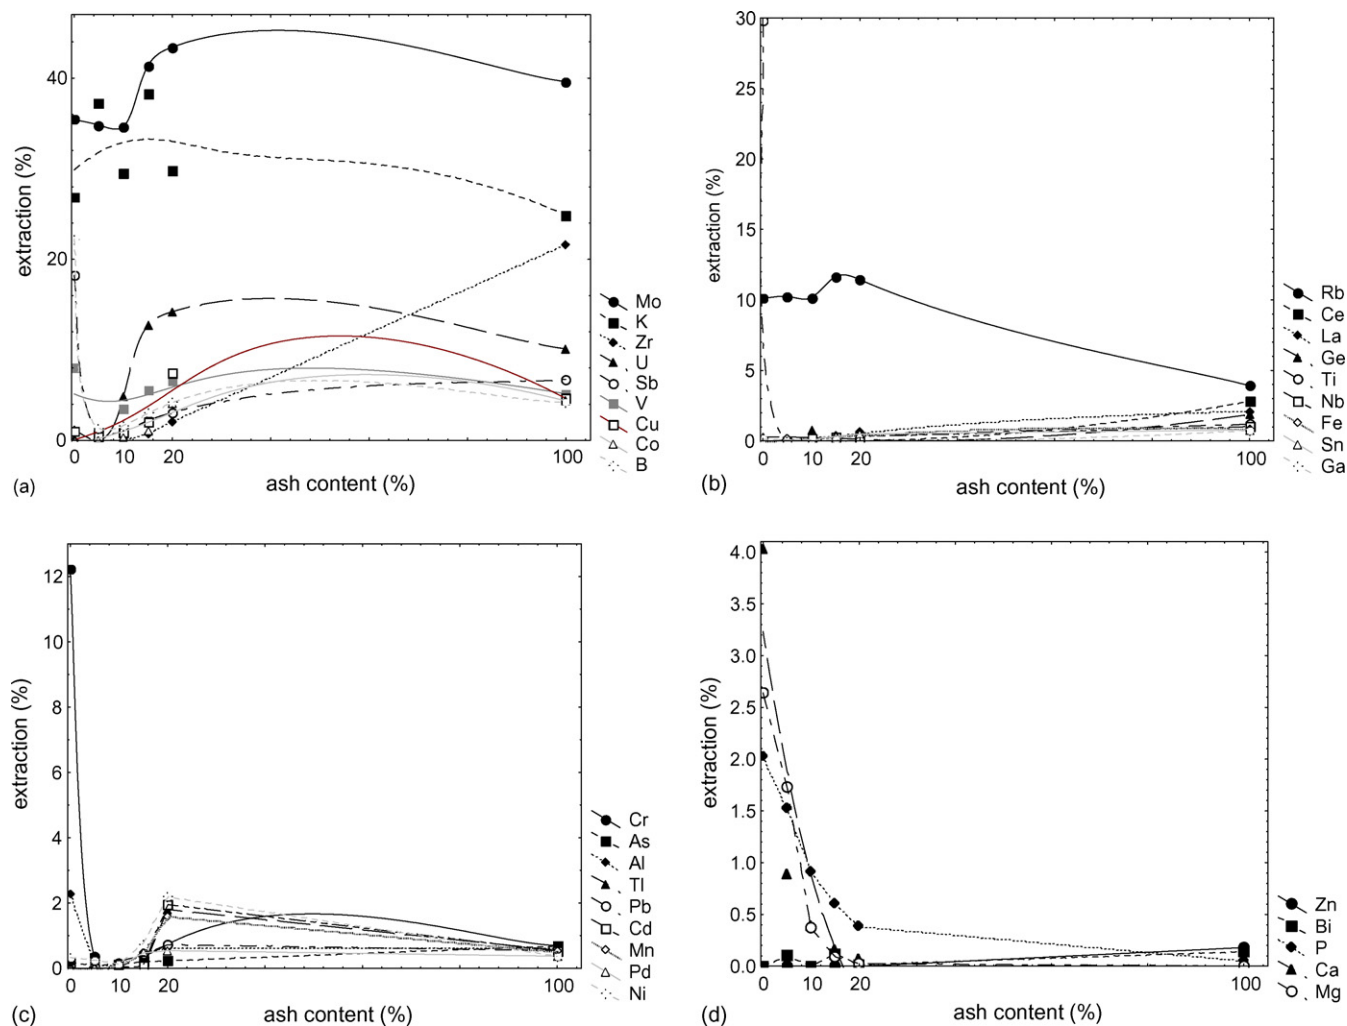 extraction (%)
40
20
0
0
10
20
100
ash content (%)
(a)
Mo
K
Zr
U
Sb
V
Cu
Co
B
extraction (%)
30
25
20
15
10
5
0
0
10
20
100
ash content (%)
(b)
Rb
Ce
La
Ge
Ti
Nb
Fe
Sn
Ga
extraction (%)
12
10
8
6
4
2
0
0
10
20
100
ash content (%)
(c)
Cr
As
Al
Tl
Pb
Cd
Mn
Pd
Ni
extraction (%)
4.0
3.5
3.0
2.5
2.0
1.5
1.0
0.5
0.0
0
10
20
100
ash content (%)
(d)
Zn
Bi
P
Ca
Mg